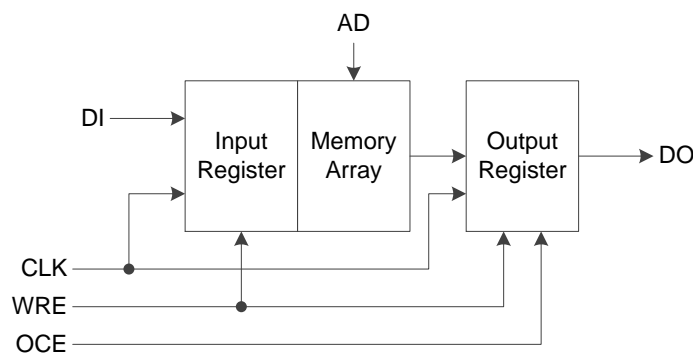 AD
DI
Input
Register
Memory
Array
Output
Register
DO
CLK
WRE
OCE